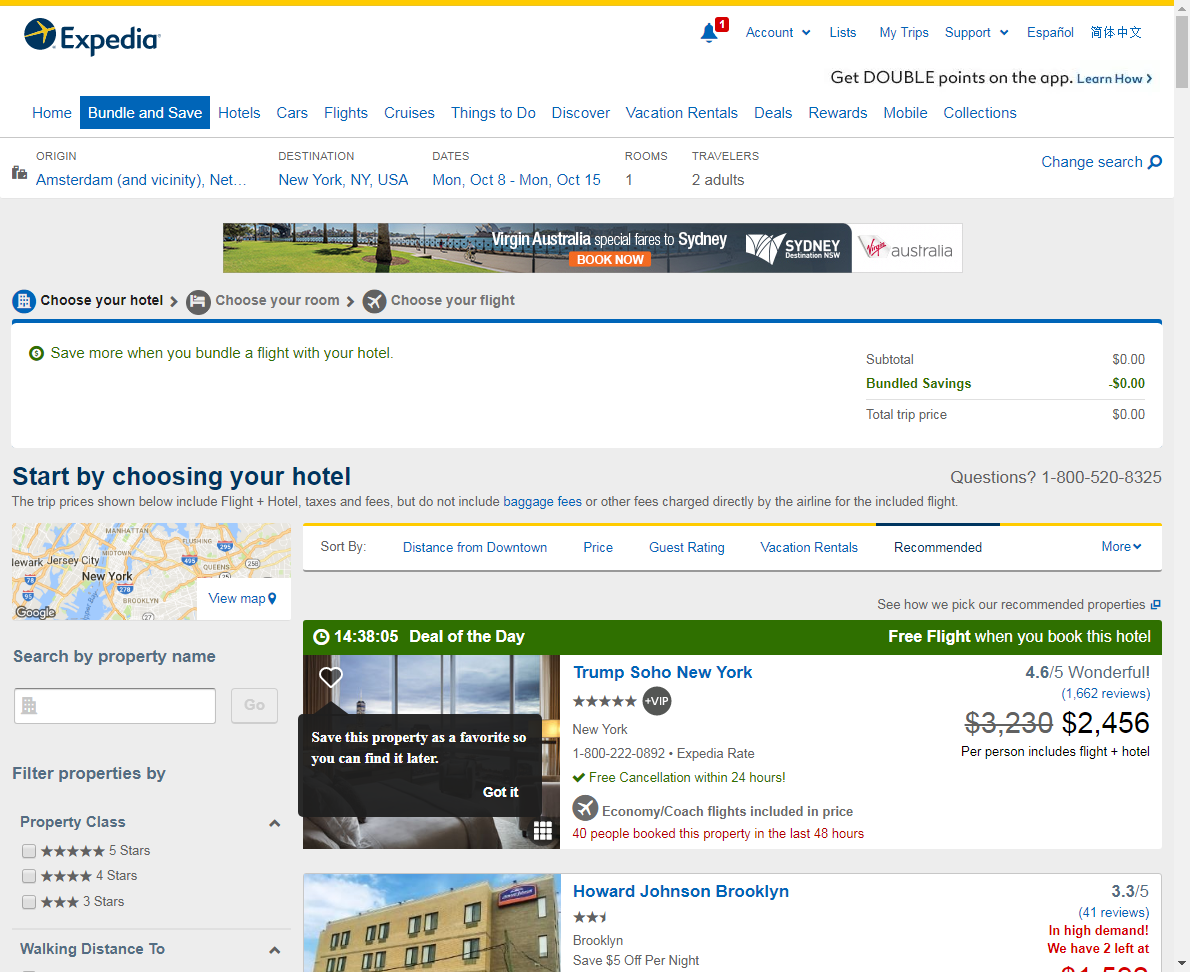 Expedia
1
Account
Lists
My Trips
Support
Español
简体中文
Get DOUBLE points on the app. Learn How
Home
Bundle and Save
Hotels
Cars
Flights
Cruises
Things to Do
Discover
Vacation Rentals
Deals
Rewards
Mobile
Collections
ORIGIN
Amsterdam (and vicinity), Net...
DESTINATION
New York, NY, USA
DATES
Mon, Oct 8 - Mon, Oct 15
ROOMS
1
TRAVELERS
2 adults
Change search
Virgin Australia special fares to Sydney
BOOK NOW
SYDNEY
Destination NSW
Virgin australia
Choose your hotel
Choose your room
Choose your flight
Save more when you bundle a flight with your hotel.
Subtotal $0.00
Bundled Savings -$0.00
Total trip price $0.00
Start by choosing your hotel
Questions? 1-800-520-8325
The trip prices shown below include Flight + Hotel, taxes and fees, but do not include baggage fees or other fees charged directly by the airline for the included flight.
MANHATTAN
FLUSHING
295
MIDTOWN
ewark
Jersey City
495
258
QUEENS
New York
78
278
95
BROOKLYN
27
Google
View map
Sort By:
Distance from Downtown
Price
Guest Rating
Vacation Rentals
Recommended
More
See how we pick our recommended properties
Search by property name
Go
Filter properties by
Property Class
5 Stars
4 Stars
3 Stars
Walking Distance To
14:38:05 Deal of the Day
Free Flight when you book this hotel
Save this property as a favorite so
you can find it later.
Got it
Trump Soho New York
+VIP
New York
1-800-222-0892 • Expedia Rate
Free Cancellation within 24 hours!
Economy/Coach flights included in price
40 people booked this property in the last 48 hours
4.6/5 Wonderful!
(1,662 reviews)
$3,230 $2,456
Per person includes flight + hotel
Howard Johnson Brooklyn
Brooklyn
Save $5 Off Per Night
3.3/5
(41 reviews)
In high demand!
We have 2 left at